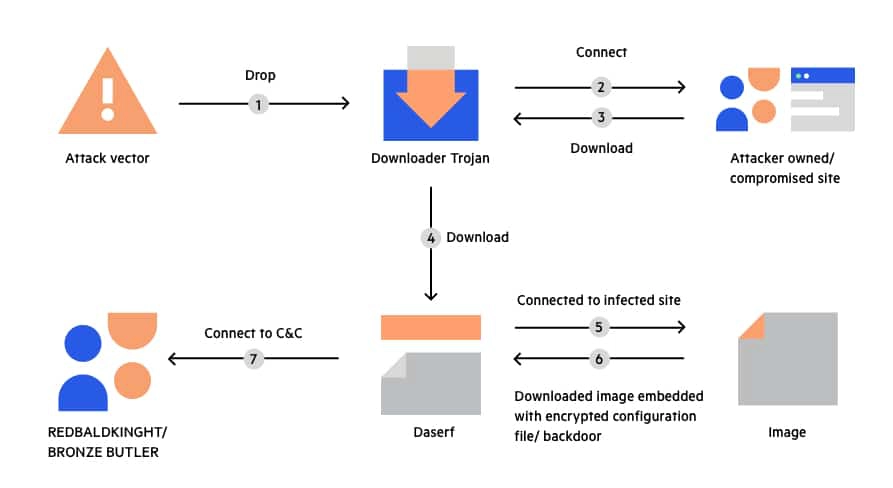 Drop
1
Attack vector
Downloader Trojan
Connect
2
3
Download
Attacker owned/
compromised site
4 Download
Connect to C&C
7
REDBALDKINGHT/
BRONZE BUTLER
Daserf
Connected to infected site
5
6
Downloaded image embedded
with encrypted configuration
file/ backdoor
Image